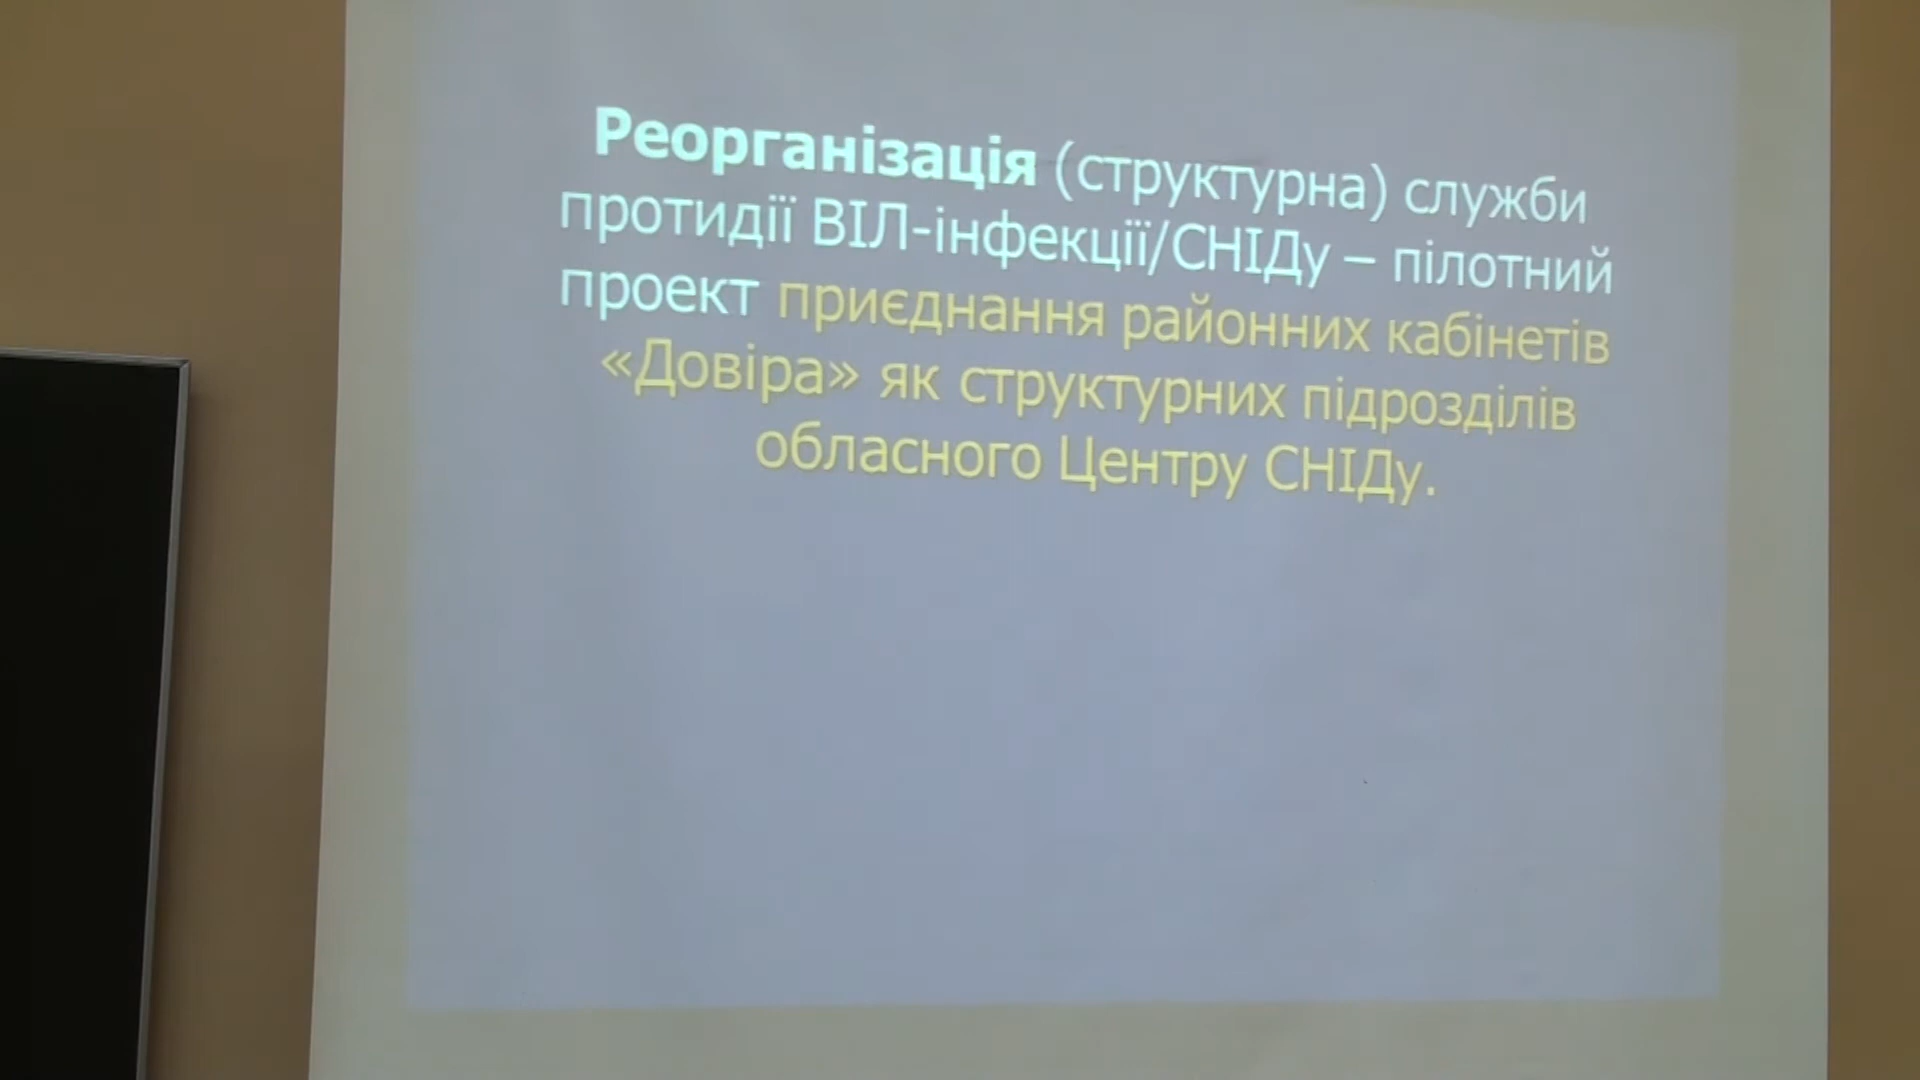 Реорганізація (структурна) служби
протидії ВІЛ-інфекції/СНІДу – пілотний
проект приєднання районних кабінетів
«Довіра» як структурних підрозділів
обласного Центру СНІДу.